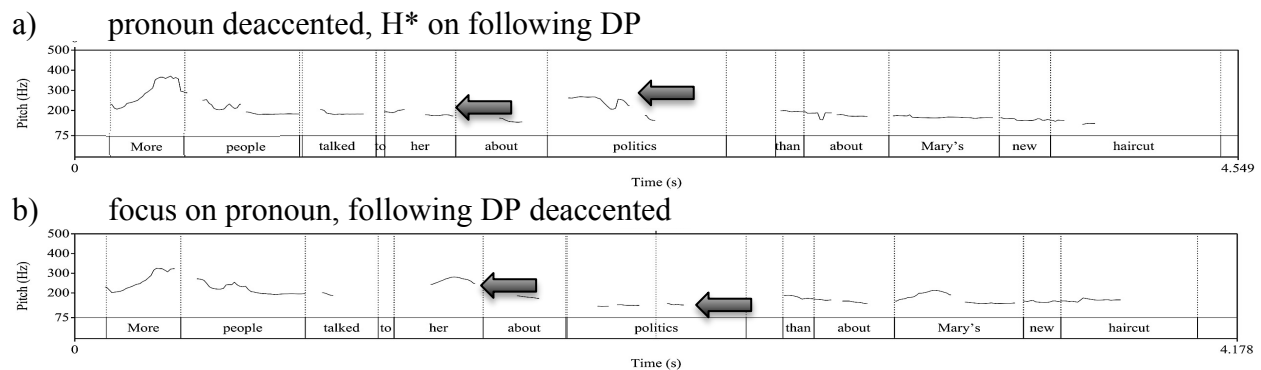 a) pronoun deaccented, H* on following DP
500
400
300
200
75
Pitch (Hz)
More people talked to her about politics than about Mary's new haircut
0 4.549
Time (s)
b) focus on pronoun, following DP deaccented
500
400
300
200
75
Pitch (Hz)
More people talked to her about politics than about Mary's new haircut
0 4.178
Time (s)